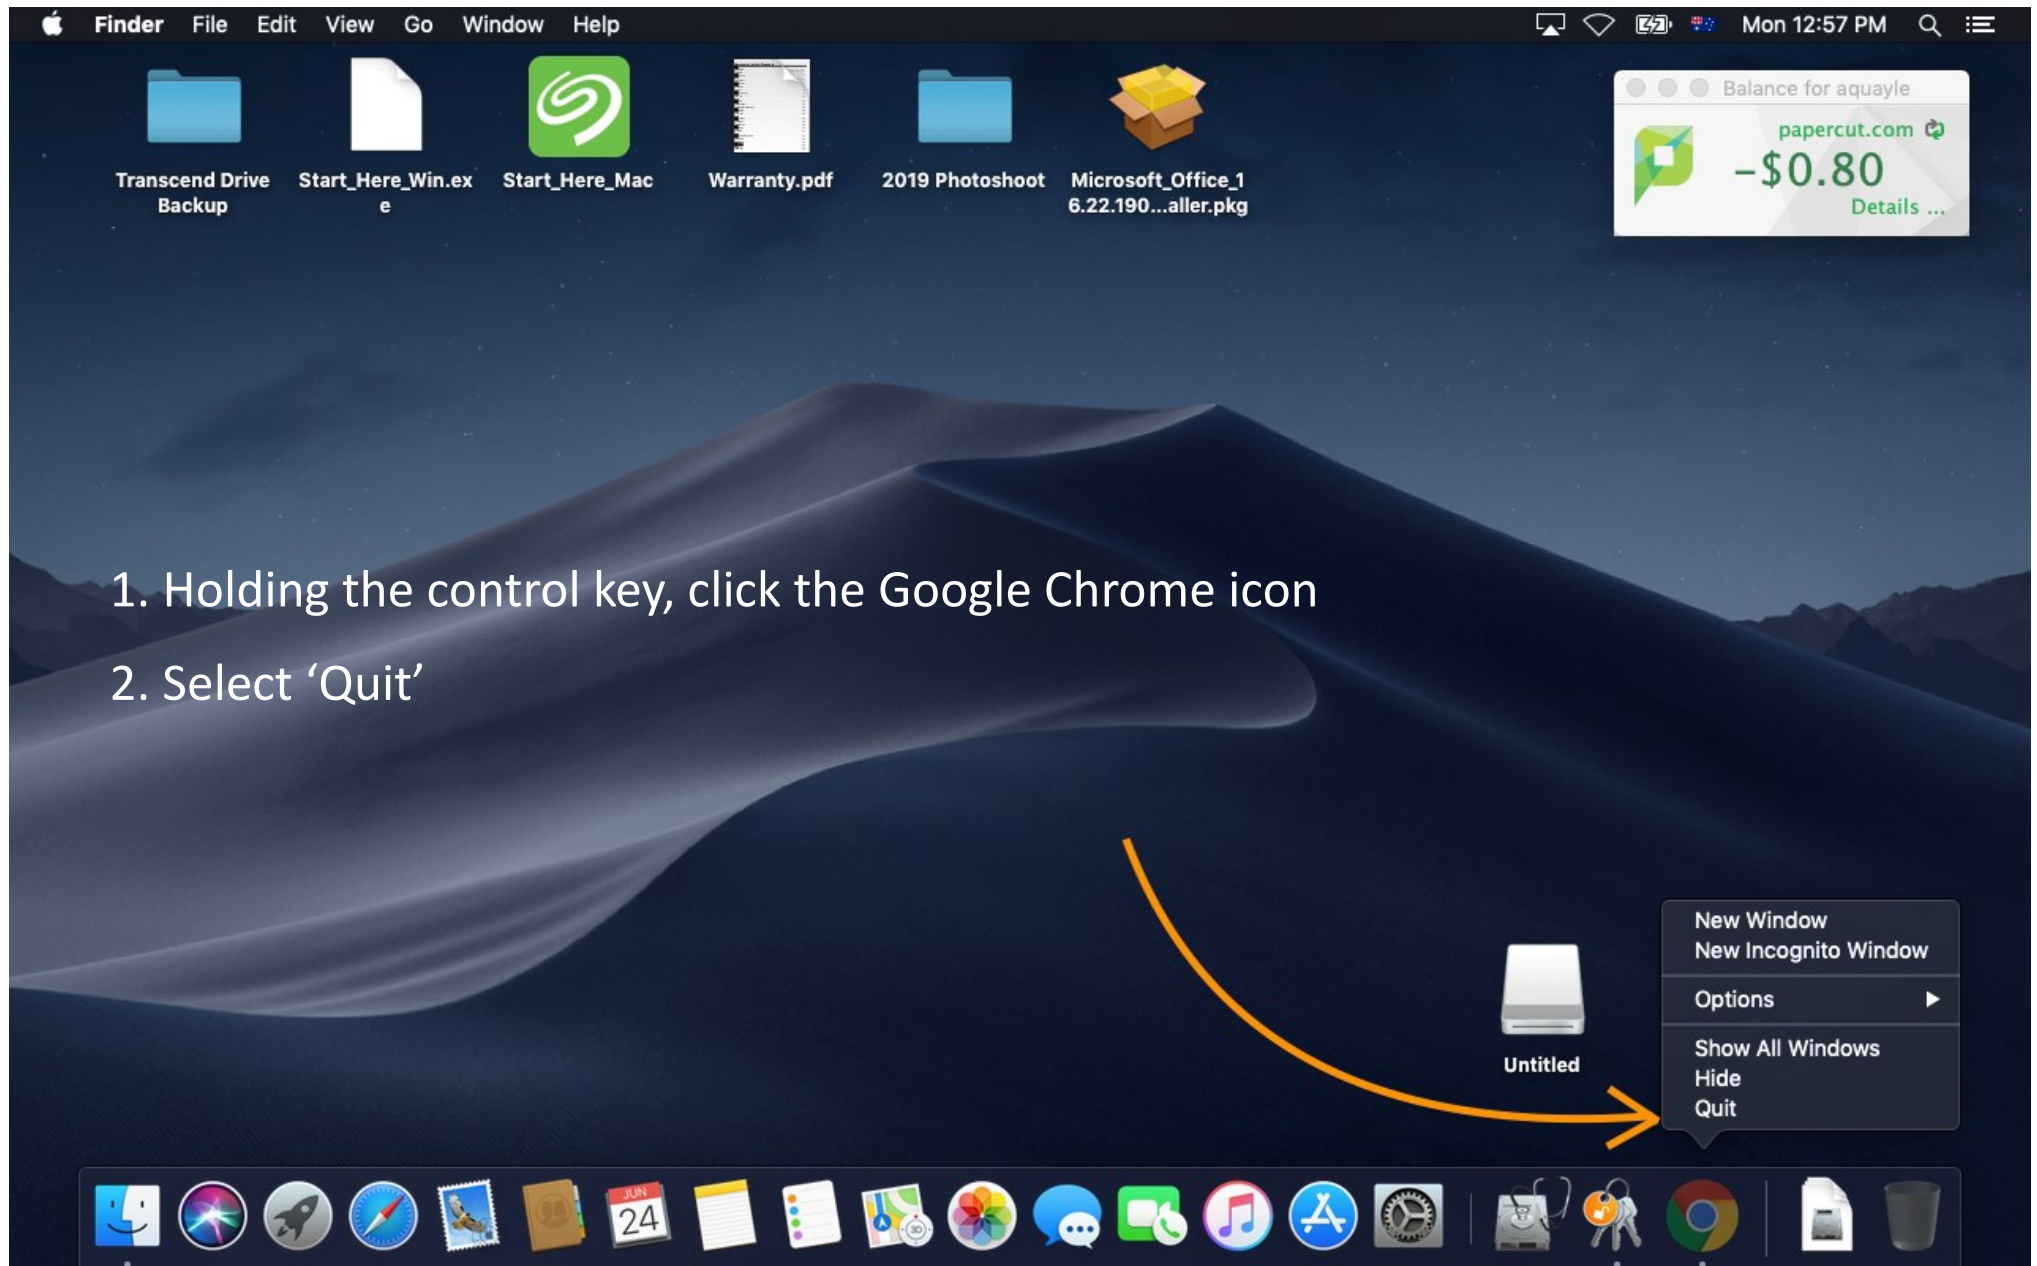 Finder File Edit View Go Window Help Mon 12:57 PM
Balance for aquayle
papercut.com
-$0.80
Details ...
Transcend Drive
Backup
Start_Here_Win.ex
e
Start_Here_Mac
Warranty.pdf
2019 Photoshoot
Microsoft_Office_1
6.22.190...aller.pkg
1. Holding the control key, click the Google Chrome icon
2. Select ‘Quit’
Untitled
New Window
New Incognito Window
Options
Show All Windows
Hide
Quit
JUN
24
3D